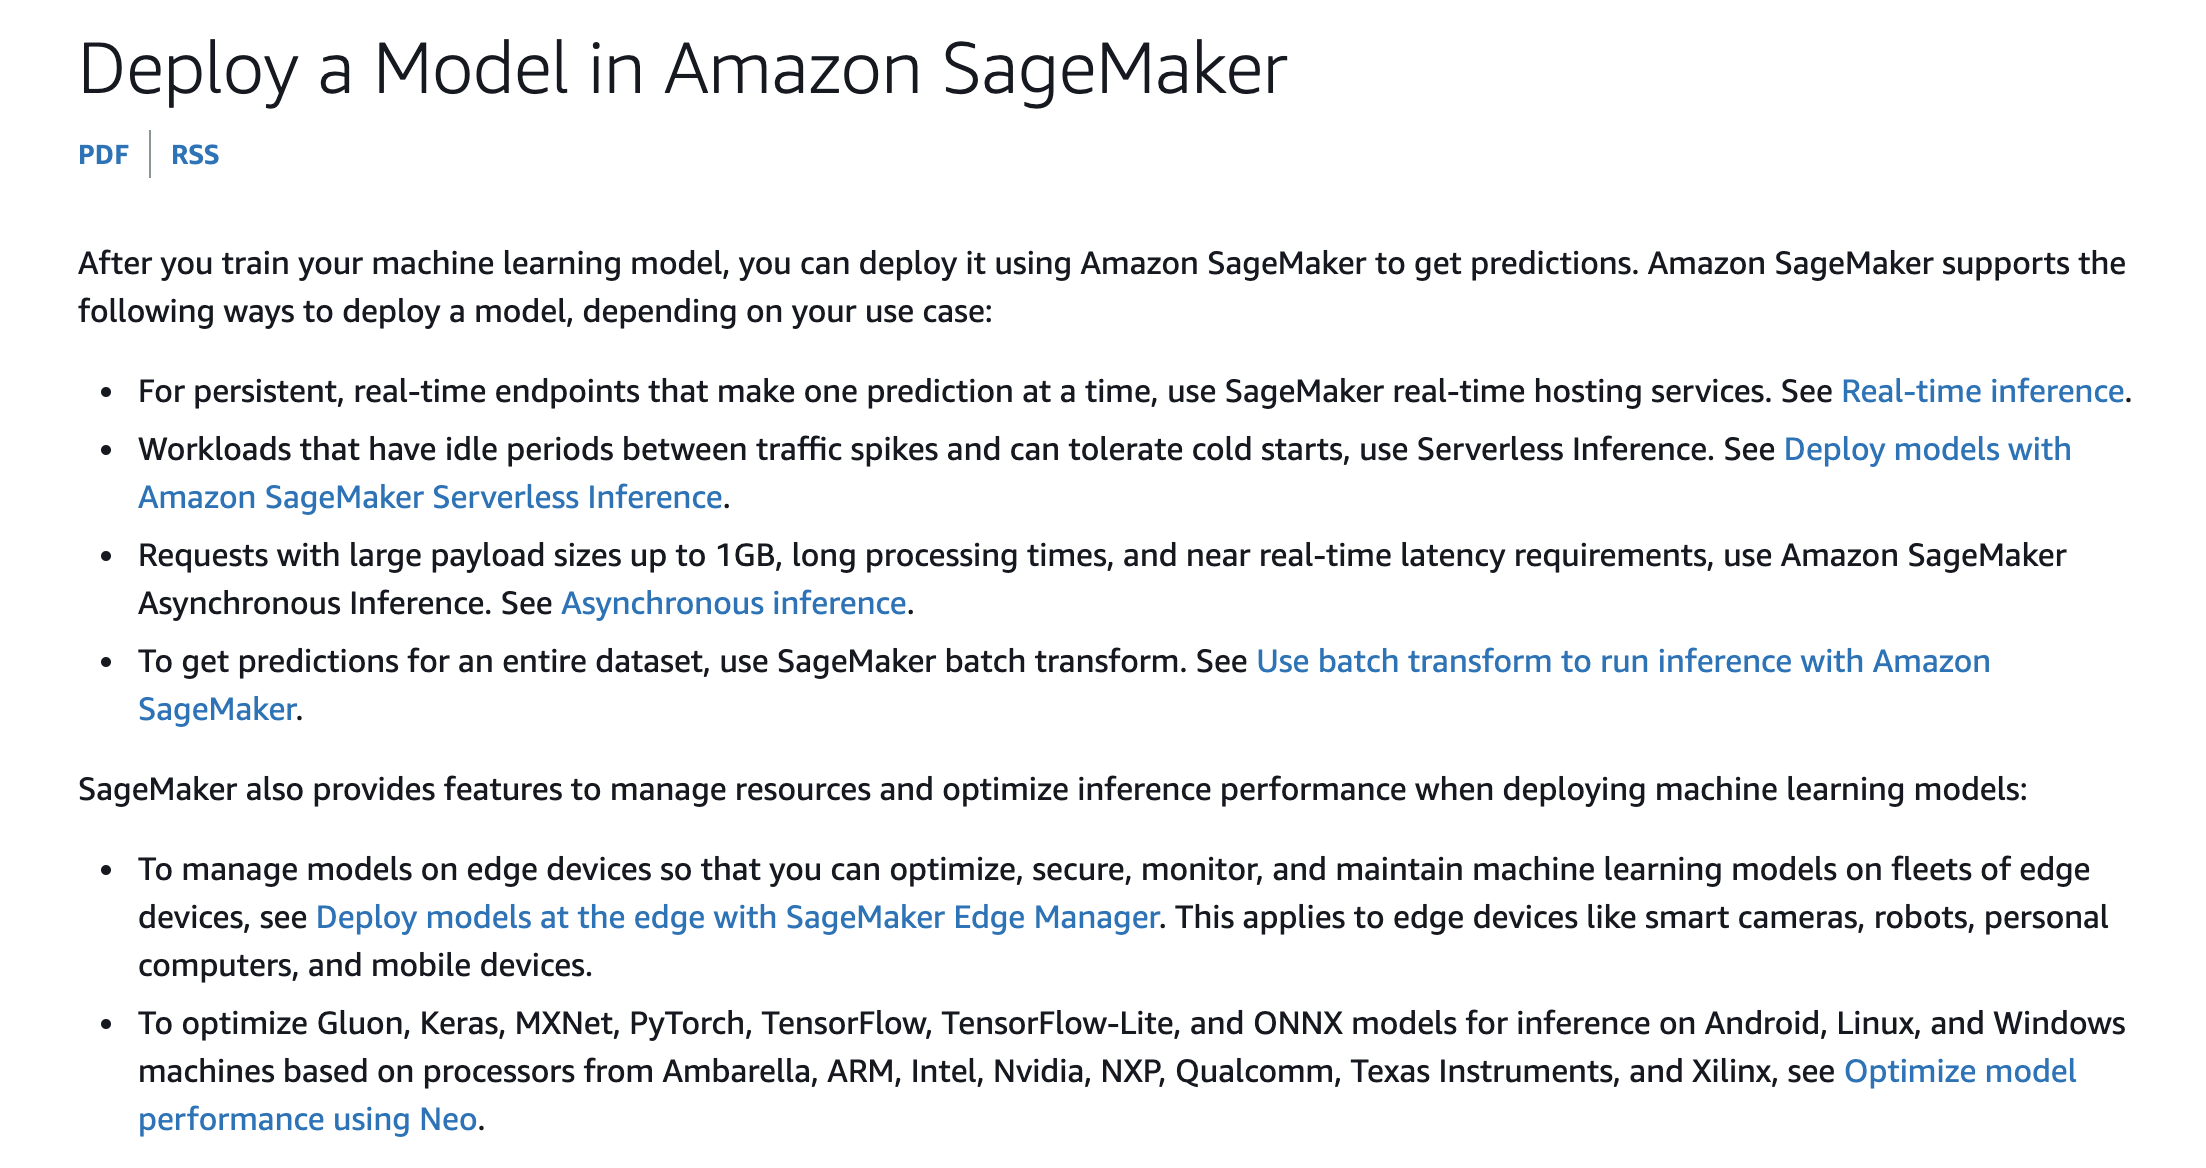 Deploy a Model in Amazon SageMaker
PDF | RSS
After you train your machine learning model, you can deploy it using Amazon SageMaker to get predictions. Amazon SageMaker supports the
following ways to deploy a model, depending on your use case:
• For persistent, real-time endpoints that make one prediction at a time, use SageMaker real-time hosting services. See Real-time inference.
• Workloads that have idle periods between traffic spikes and can tolerate cold starts, use Serverless Inference. See Deploy models with
Amazon SageMaker Serverless Inference.
• Requests with large payload sizes up to 1GB, long processing times, and near real-time latency requirements, use Amazon SageMaker
Asynchronous Inference. See Asynchronous inference.
• To get predictions for an entire dataset, use SageMaker batch transform. See Use batch transform to run inference with Amazon
SageMaker.
SageMaker also provides features to manage resources and optimize inference performance when deploying machine learning models:
• To manage models on edge devices so that you can optimize, secure, monitor, and maintain machine learning models on fleets of edge
devices, see Deploy models at the edge with SageMaker Edge Manager. This applies to edge devices like smart cameras, robots, personal
computers, and mobile devices.
• To optimize Gluon, Keras, MXNet, PyTorch, TensorFlow, TensorFlow-Lite, and ONNX models for inference on Android, Linux, and Windows
machines based on processors from Ambarella, ARM, Intel, Nvidia, NXP, Qualcomm, Texas Instruments, and Xilinx, see Optimize model
performance using Neo.